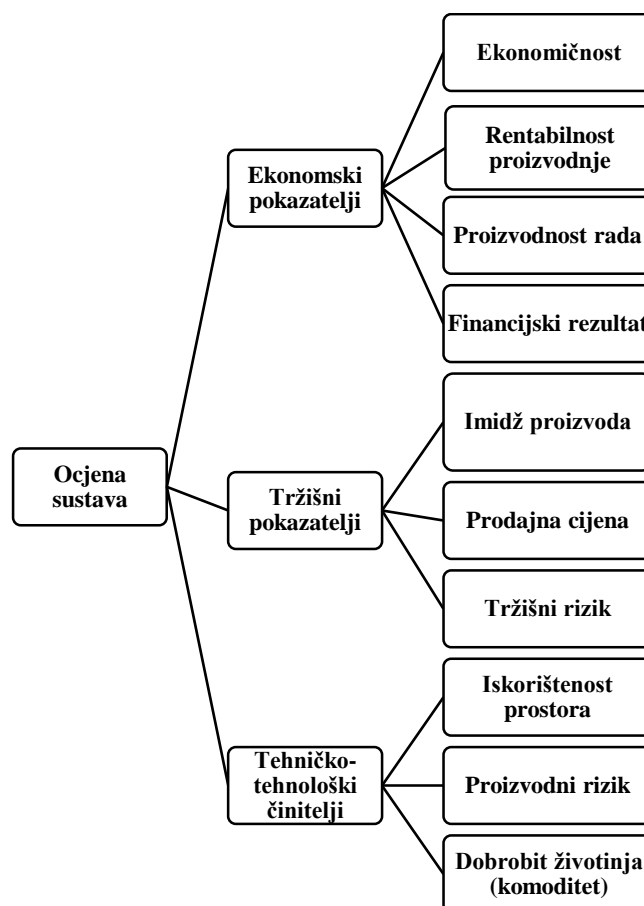 Ekonomičnost
Rentabilnost
proizvodnje
Ekonomski
pokazatelji
Proizvodnost rada
Financijski rezultat
Imidž proizvoda
Ocjena
sustava
Tržišni
pokazatelji
Prodajna cijena
Tržišni rizik
Iskorištenost
prostora
Tehničko-
tehnološki
činitelji
Proizvodni rizik
Dobrobit životinja
(komoditet)